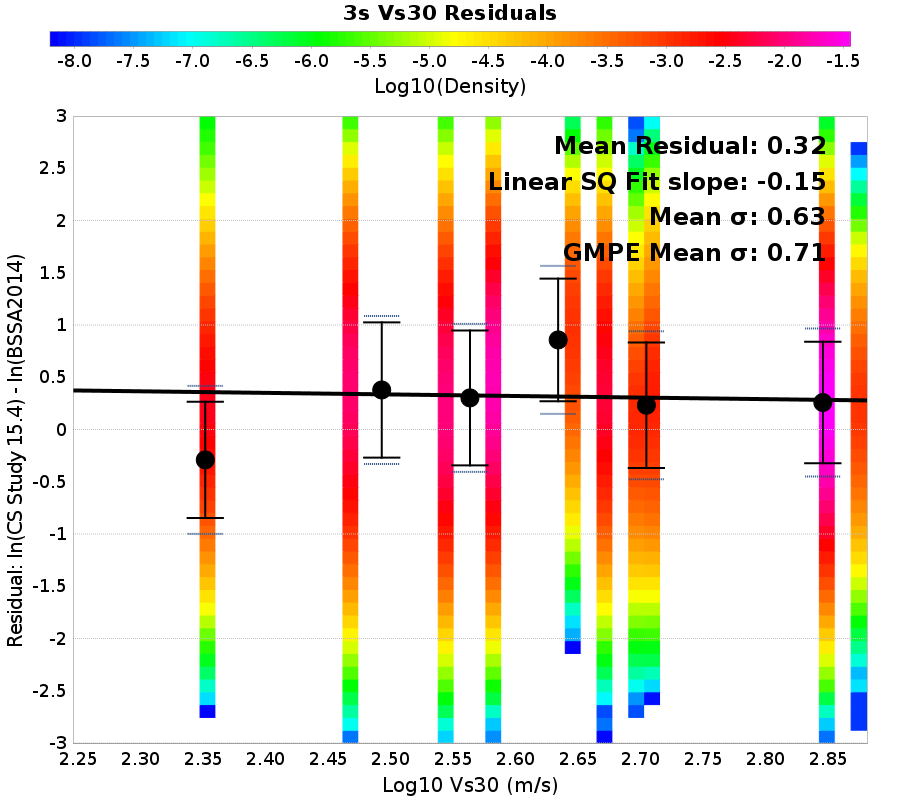 3s Vs30 Residuals
-8.0 -7.5 -7.0 -6.5 -6.0 -5.5 -5.0 -4.5 -4.0 -3.5 -3.0 -2.5 -2.0 -1.5
Log10(Density)
Mean Residual: 0.32
Linear SQ Fit slope: -0.15
Mean σ: 0.63
GMPE Mean σ: 0.71
Residual: ln(CS Study 15.4) - ln(BSSA2014)
3
2.5
2
1.5
1
0.5
0
-0.5
-1
-1.5
-2
-2.5
-3
2.25 2.30 2.35 2.40 2.45 2.50 2.55 2.60 2.65 2.70 2.75 2.80 2.85
Log10 Vs30 (m/s)